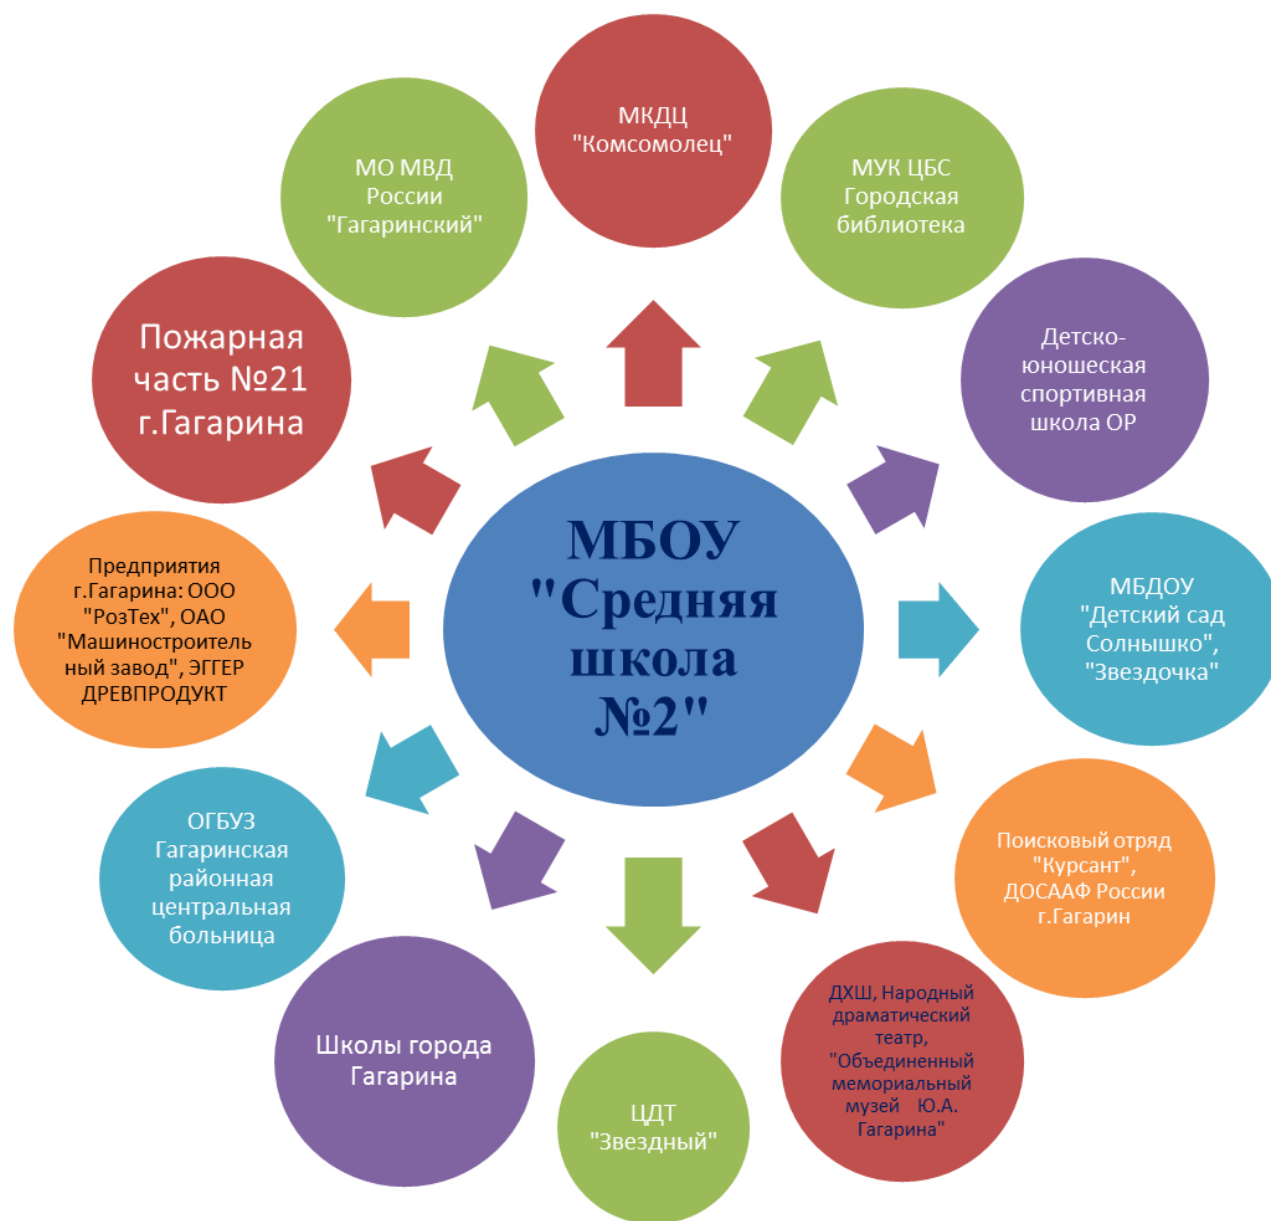 МКДЦ
"Комсомолец"
МУК ЦБС
Городская
библиотека
Детско-
юношеская
спортивная
школа ОР
МБДОУ
"Детский сад
Солнышко",
"Звездочка"
Поисковый отряд
"Курсант",
ДОСААФ России
г.Гагарин
ДХШ, Народный
драматический
театр,
"Объединенный
мемориальный
музей Ю.А.
Гагарина"
ЦДТ
"Звездный"
Школы города
Гагарина
ОГБУЗ
Гагаринская
районная
центральная
больница
Предприятия
г.Гагарина: ООО
"РозТех", ОАО
"Машиностроитель
ный завод", ЭГГЕР
ДРЕВПРОДУКТ
Пожарная
часть №21
г.Гагарина
МО МВД
России
"Гагаринский"
МБОУ
"Средняя
школа
№2"